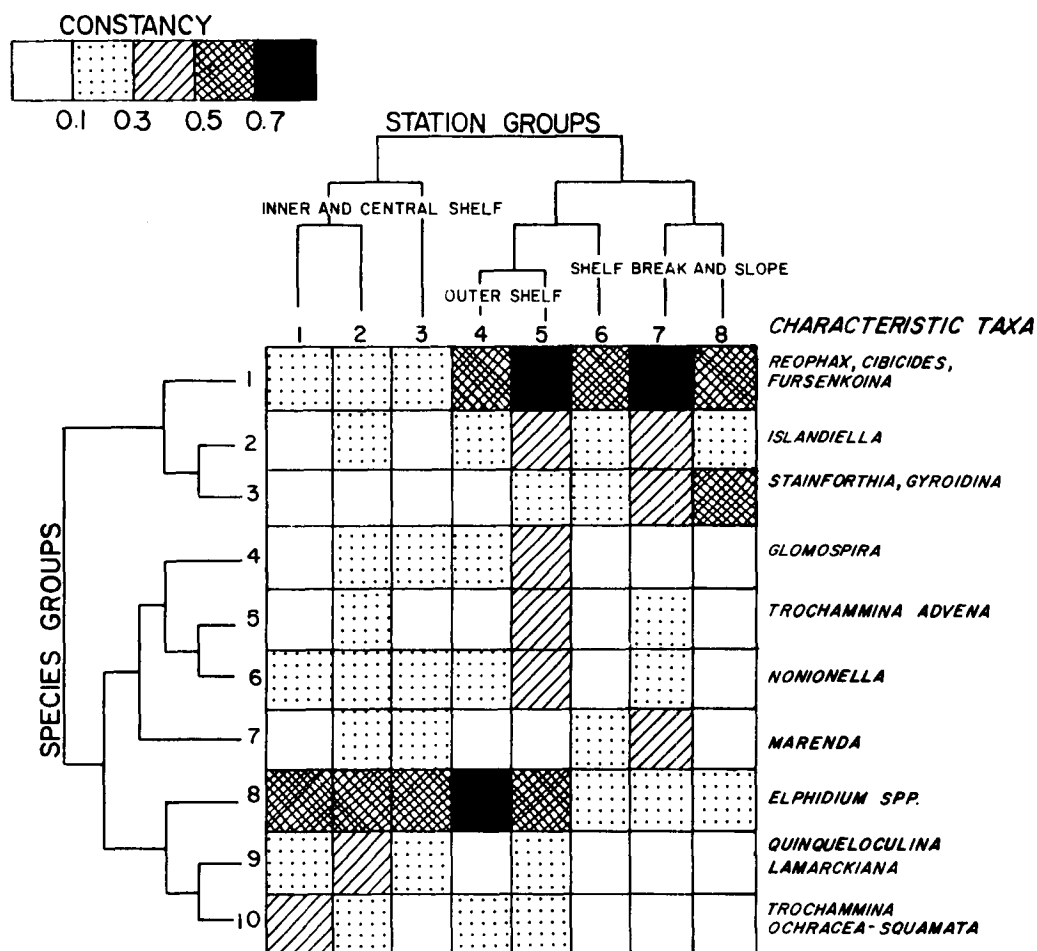 CONSTANCY
0.1 0.3 0.5 0.7
STATION GROUPS
INNER AND CENTRAL SHELF
SHELF BREAK AND SLOPE
OUTER SHELF
1 2 3 4 5 6 7 8
CHARACTERISTIC TAXA
SPECIES GROUPS
1
REOPHAX, CIBICIDES,
FURSENKOINA
2
ISLANDIELLA
3
STAINFORTHIA, GYROIDINA
4
GLOMOSPIRA
5
TROCHAMMINA ADVENA
6
NONIONELLA
7
MARENDA
8
ELPHIDIUM SPP.
9
QUINQUELOCULINA
LAMARCKIANA
10
TROCHAMMINA
OCHRACEA-SQUAMATA